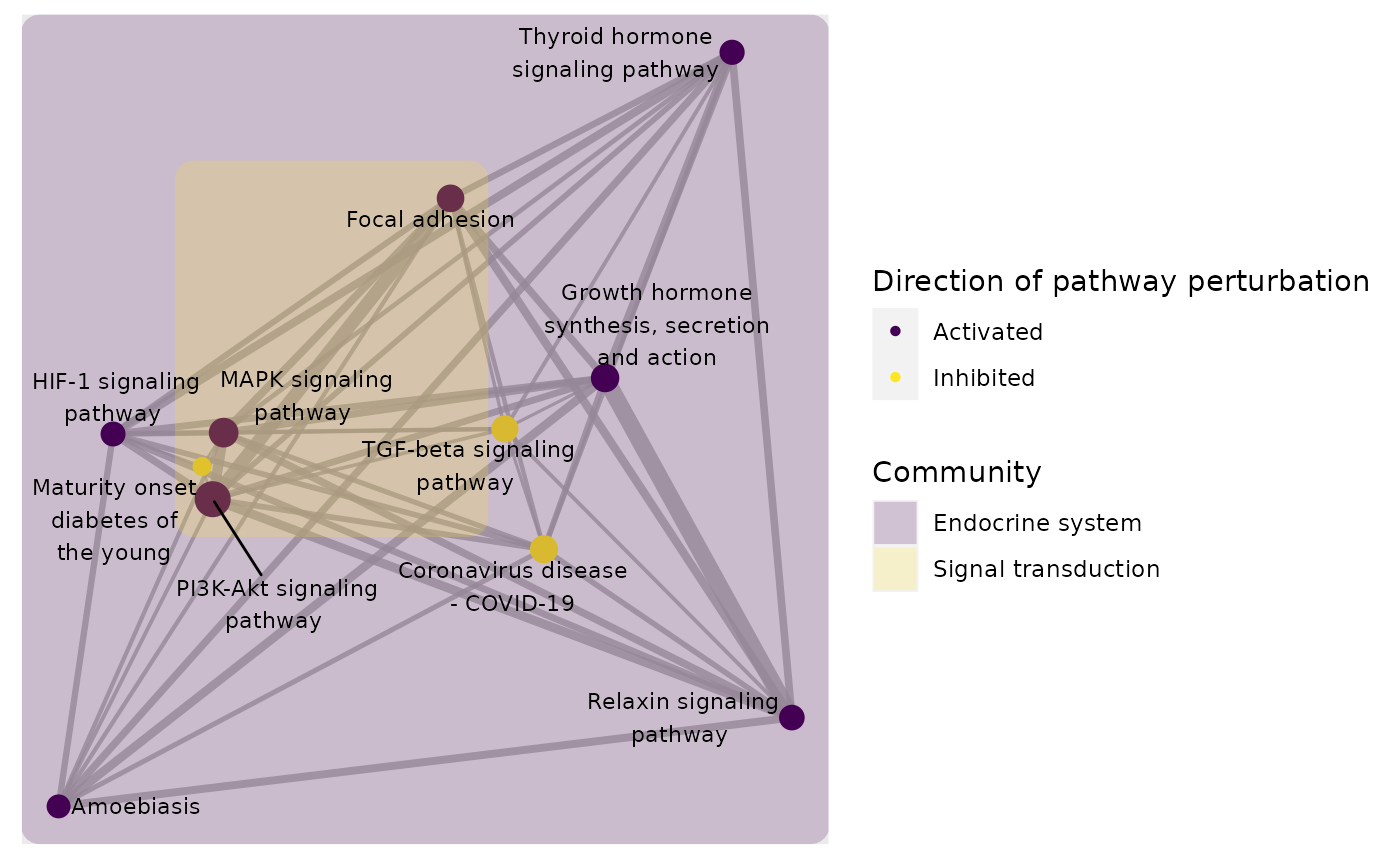 Thyroid hormone
signaling pathway
Focal adhesion
Growth hormone
synthesis, secretion
and action
HIF-1 signaling
pathway
MAPK signaling
pathway
TGF-beta signaling
pathway
Maturity onset
diabetes of
the young
PI3K-Akt signaling
pathway
Coronavirus disease
- COVID-19
Relaxin signaling
pathway
Amoebiasis
Direction of pathway perturbation
Activated
Inhibited
Community
Endocrine system
Signal transduction